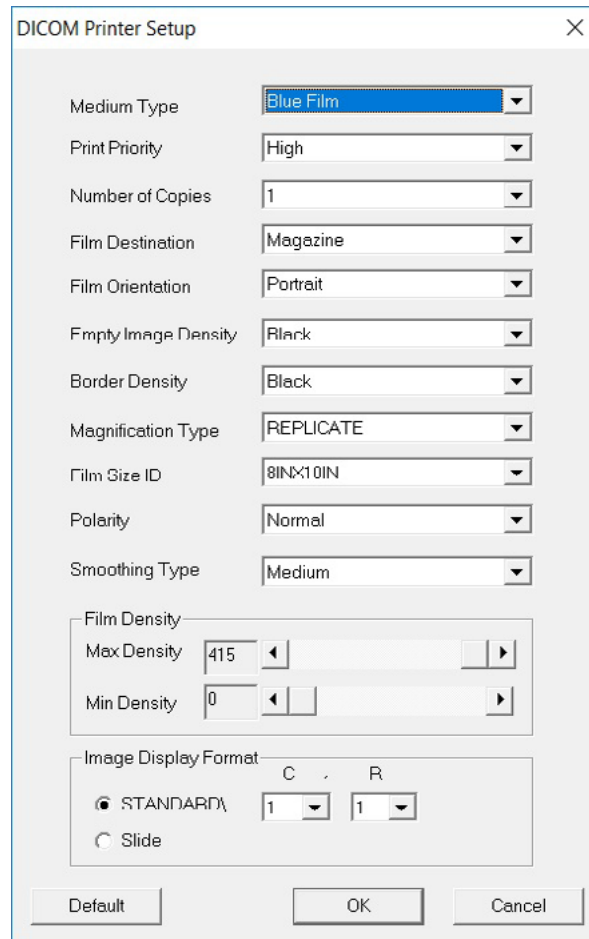 DICOM Printer Setup
Medium Type Blue Film
Print Priority High
Number of Copies 1
Film Destination Magazine
Film Orientation Portrait
Empty Image Density Black
Border Density Black
Magnification Type REPLICATE
Film Size ID 8INX10IN
Polarity Normal
Smoothing Type Medium
Film Density
Max Density 415
Min Density 0
Image Display Format
C , R
STANDARD\ 1 1
Slide
Default OK Cancel